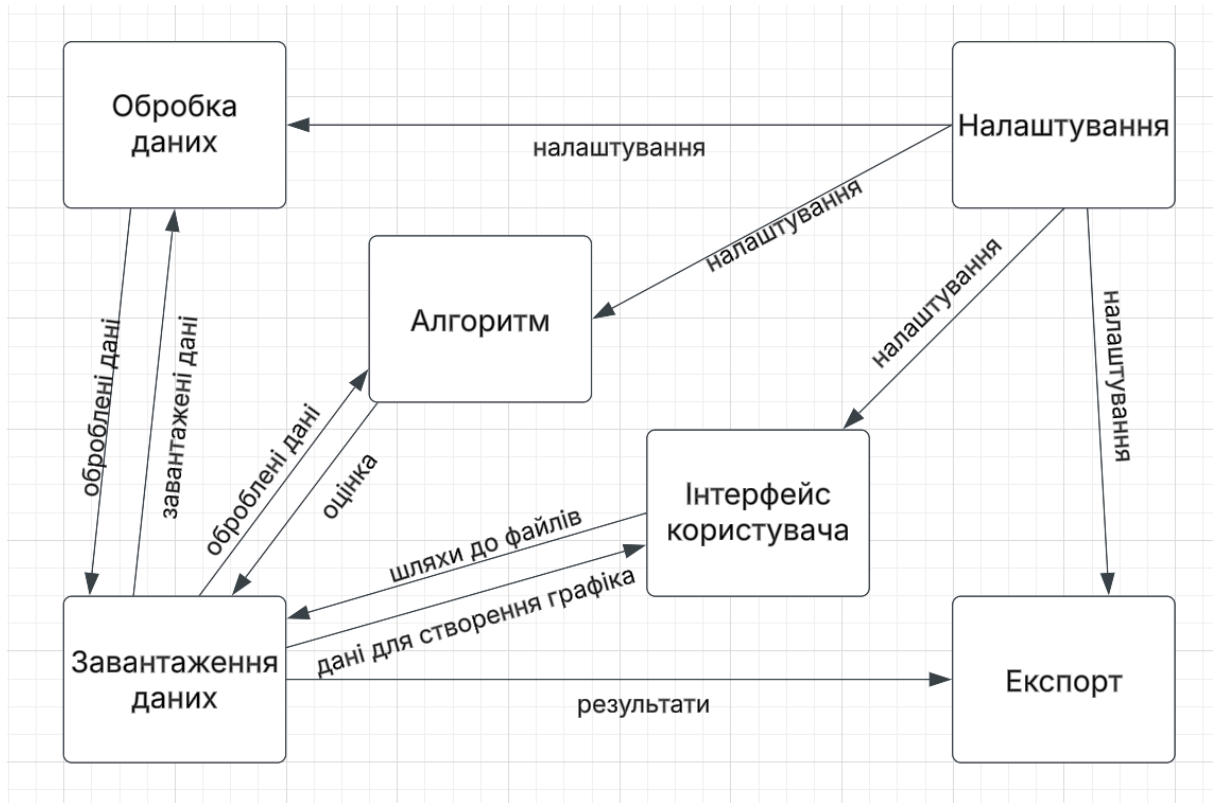 Обробка
даних
Налаштування
налаштування
налаштування
налаштування
налаштування
Алгоритм
оброблені дані
завантажені дані
оброблені дані
оцінка
Інтерфейс
користувача
шляхи до файлів
дані для створення графіка
Завантаження
даних
результати
Експорт